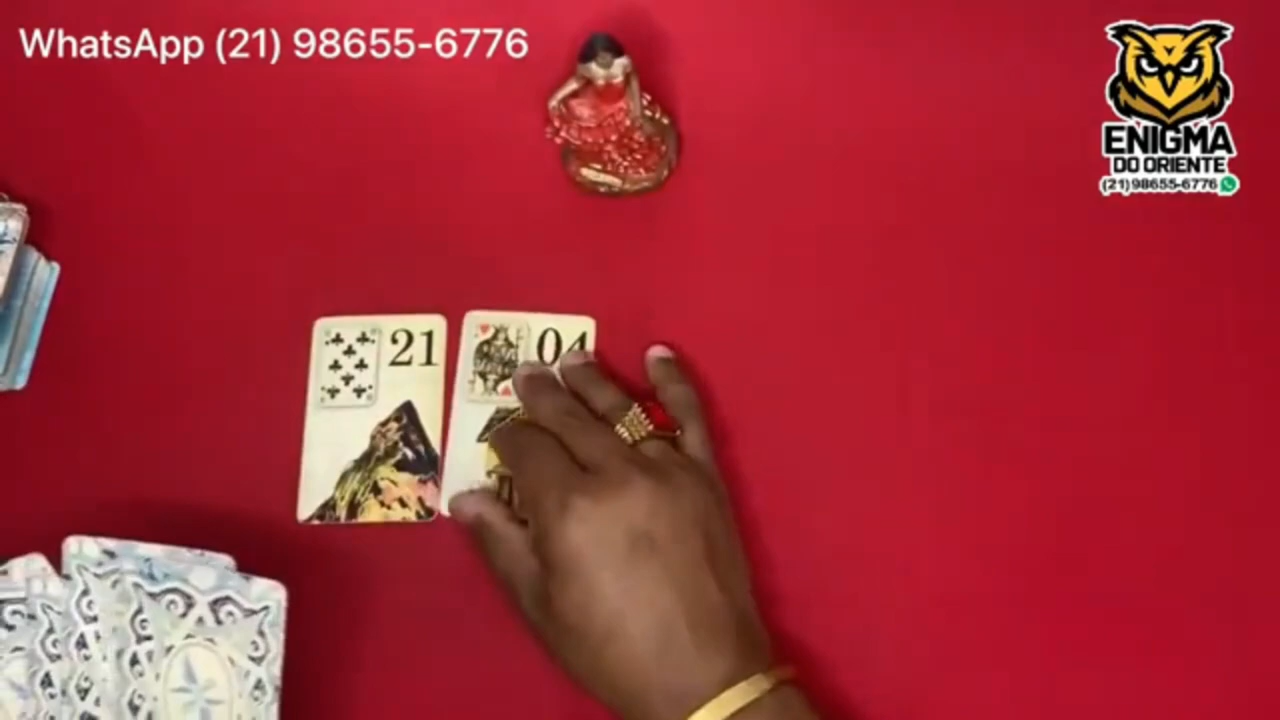 WhatsApp (21) 98655-6776
ENIGMA
DO ORIENTE
(21)98655-6776
21
04